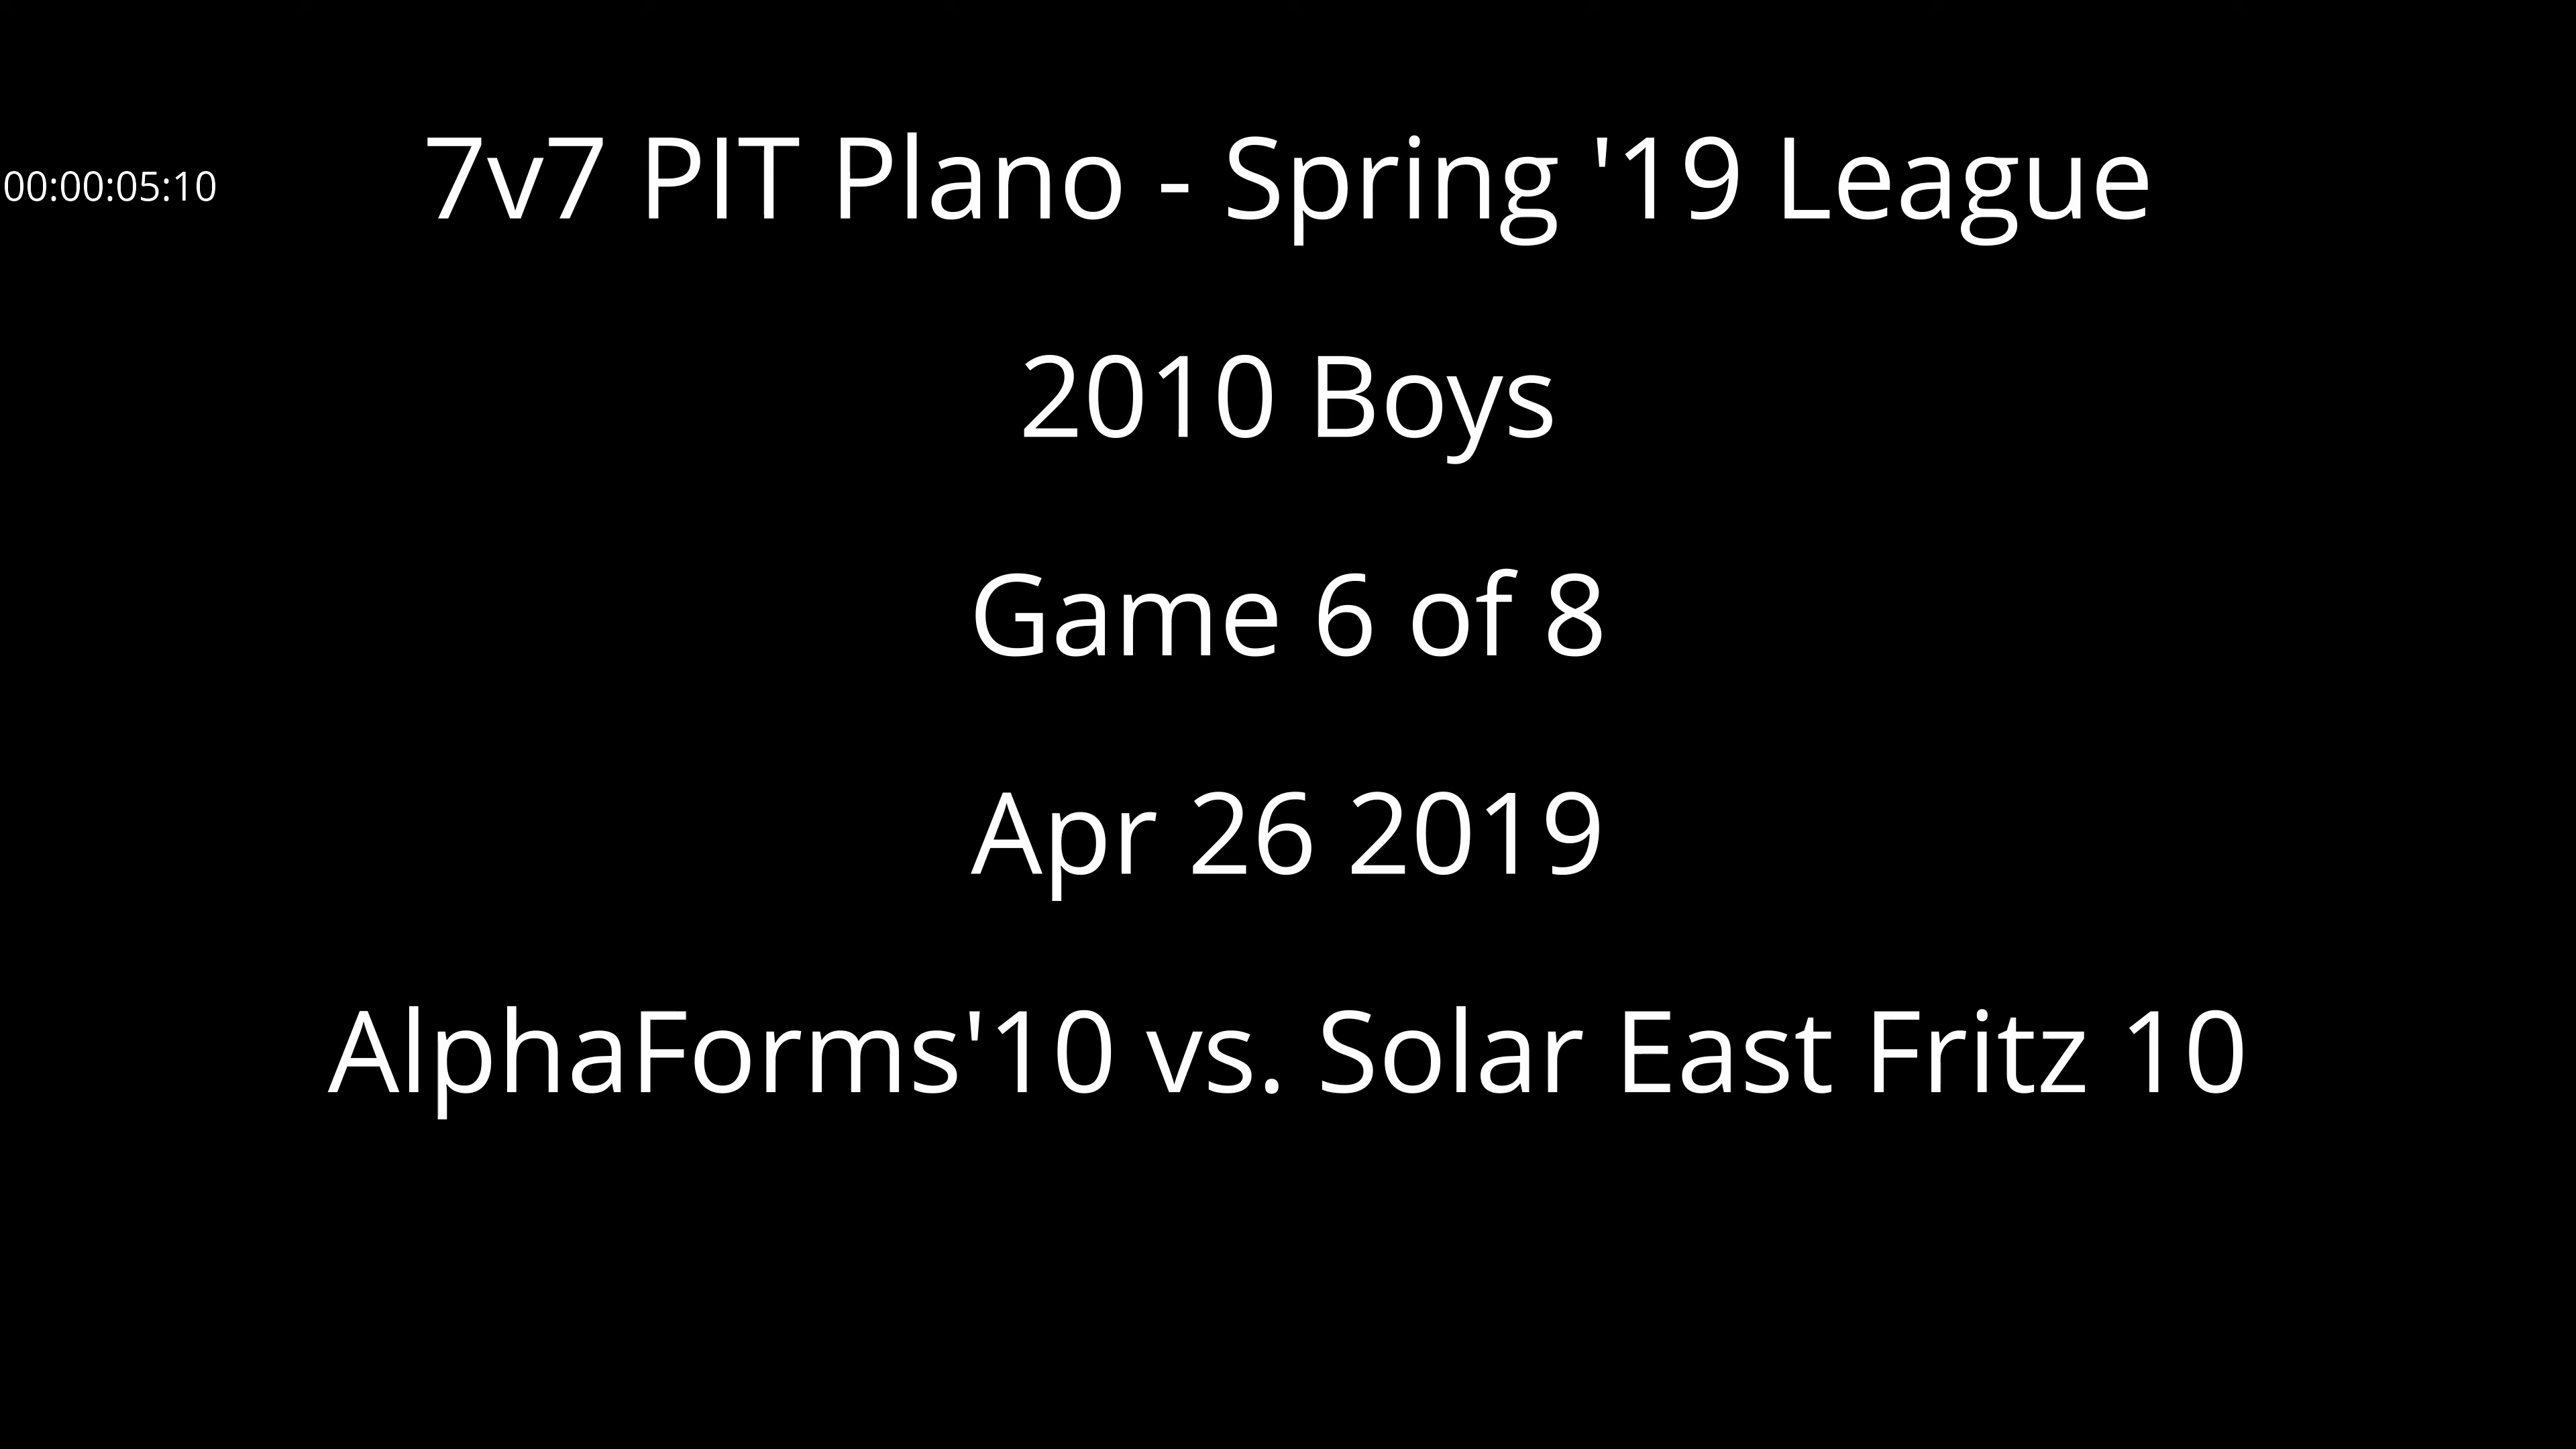 7v7 PIT Plano - Spring '19 League
00:00:05:10
2010 Boys
Game 6 of 8
Apr 26 2019
AlphaForms'10 vs. Solar East Fritz 10